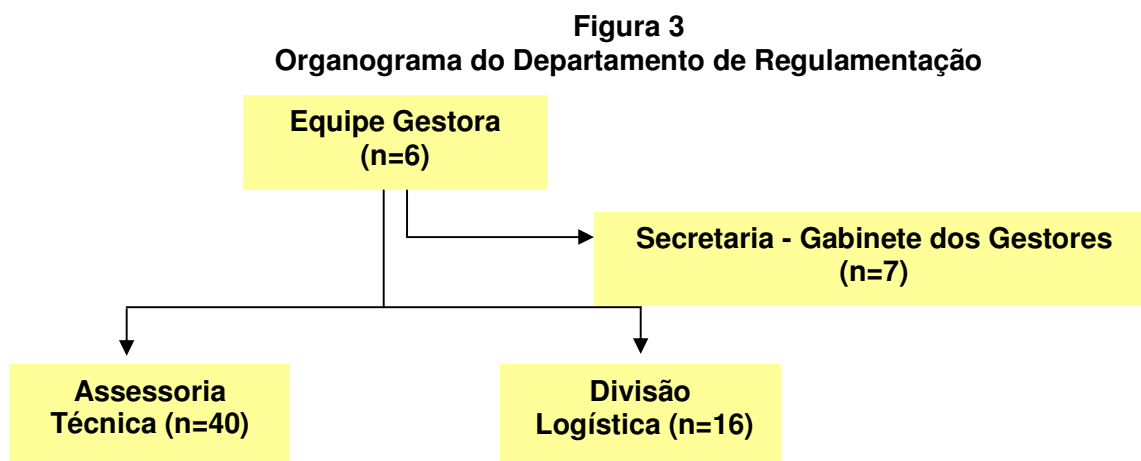 Figura 3
Organograma do Departamento de Regulamentação
Equipe Gestora
(n=6)
Secretaria - Gabinete dos Gestores
(n=7)
Assessoria
Técnica (n=40)
Divisão
Logística (n=16)